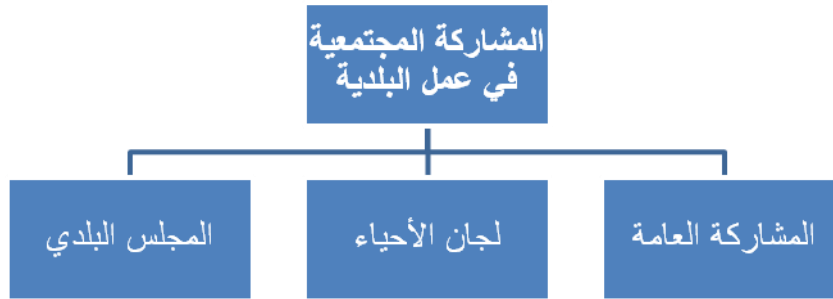 المشاركة المجتمعية
في عمل البلدية
المشاركة العامة
لجان الأحياء
المجلس البلدي